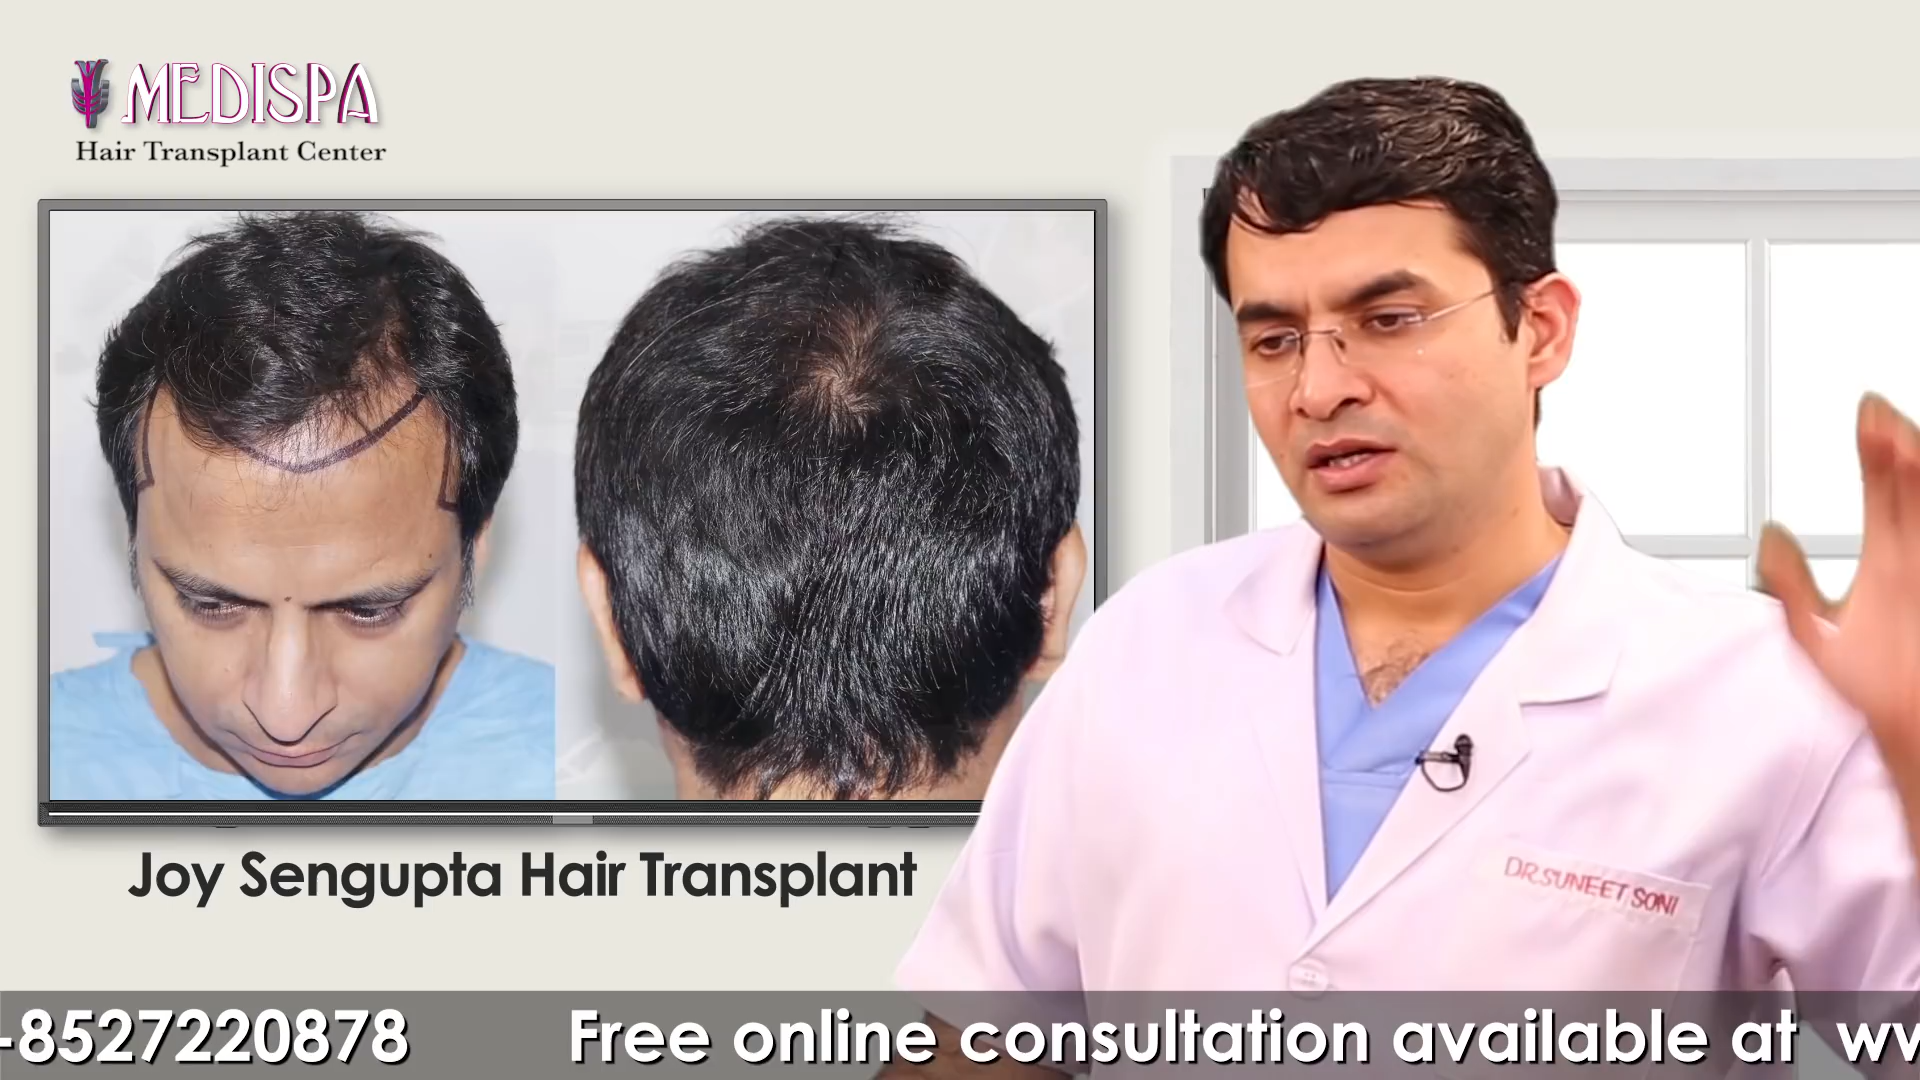 MEDISPA
Hair Transplant Center
Joy Sengupta Hair Transplant
DR.SUNEET SONI
-8527220878 Free online consultation available at